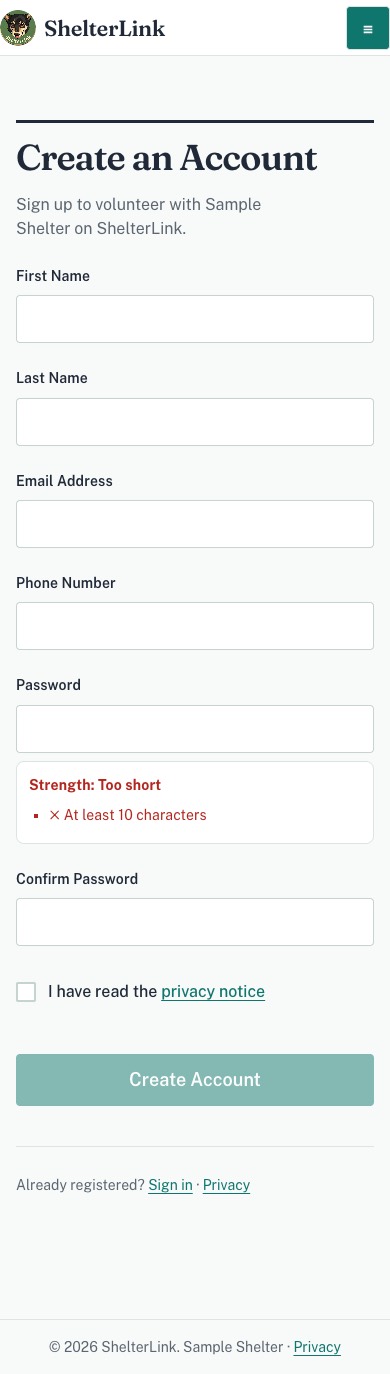 ShelterLink
Create an Account
Sign up to volunteer with Sample
Shelter on ShelterLink.
First Name
Last Name
Email Address
Phone Number
Password
Strength: Too short
▪ × At least 10 characters
Confirm Password
I have read the privacy notice
Create Account
Already registered? Sign in · Privacy
© 2026 ShelterLink. Sample Shelter · Privacy